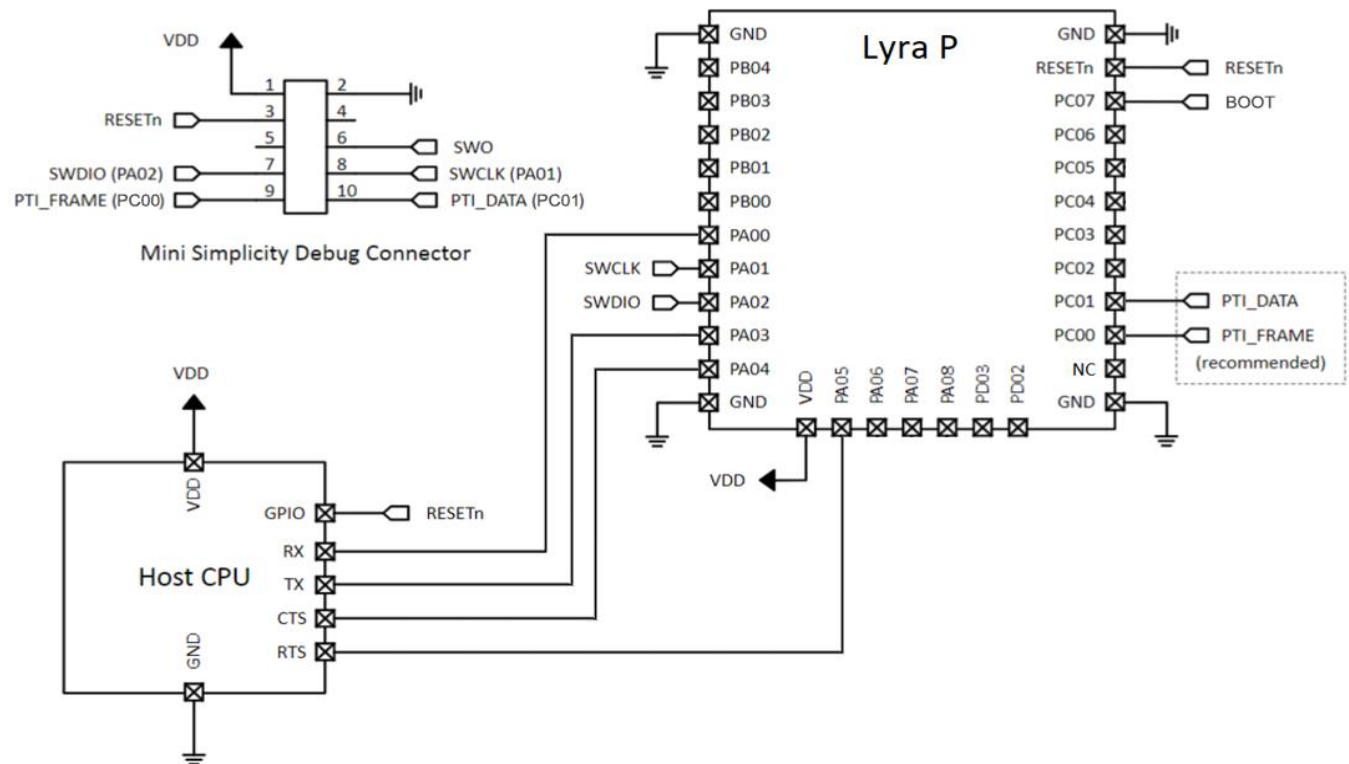 VDD
1 2
RESETn 3 4
5 6 SWO
SWDIO (PA02) 7 8 SWCLK (PA01)
PTI_FRAME (PC00) 9 10 PTI_DATA (PC01)
Mini Simplicity Debug Connector
Lyra P
GND GND
PB04 RESETn RESETn
PB03 PC07 BOOT
PB02 PC06
PB01 PC05
PB00 PC04
PA00 PC03
SWCLK PA01 PC02
SWDIO PA02 PC01 PTI_DATA
PA03 PC00 PTI_FRAME
(recommended)
PA04 NC
GND GND
VDD PA05 PA06 PA07 PA08 PD03 PD02
VDD
VDD
VDD
GPIO RESETn
RX
Host CPU
TX
CTS
RTS
GND